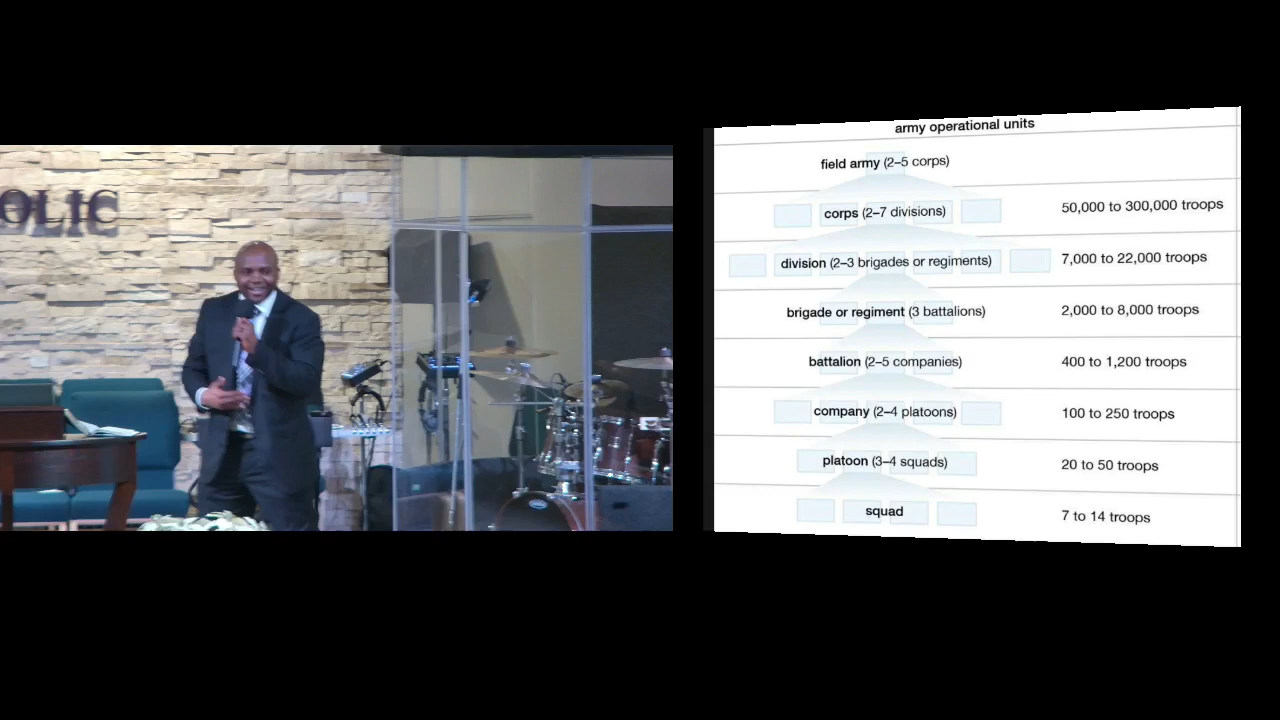 OLIC
army operational units
field army (2–5 corps)
corps (2–7 divisions) 50,000 to 300,000 troops
division (2–3 brigades or regiments) 7,000 to 22,000 troops
brigade or regiment (3 battalions) 2,000 to 8,000 troops
battalion (2–5 companies) 400 to 1,200 troops
company (2–4 platoons) 100 to 250 troops
platoon (3–4 squads) 20 to 50 troops
squad 7 to 14 troops